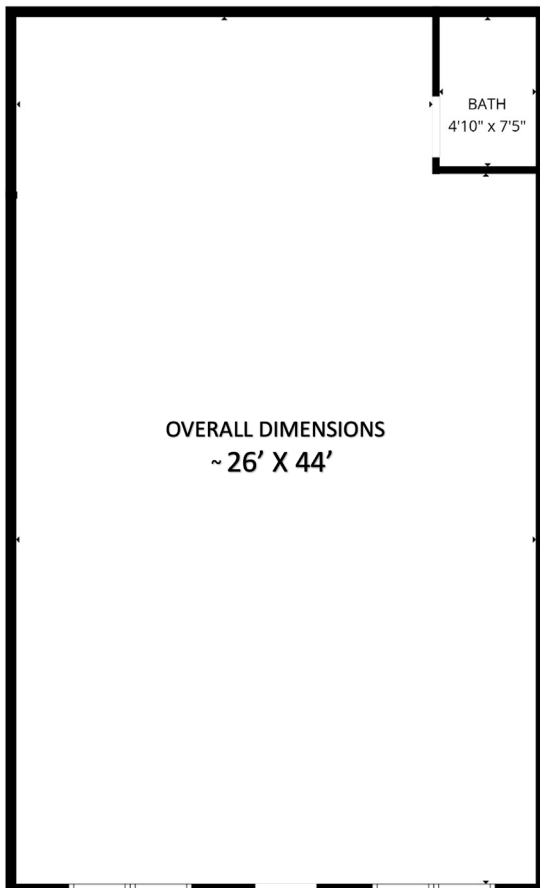 BATH
4'10" x 7'5"
OVERALL DIMENSIONS
~ 26’ X 44’